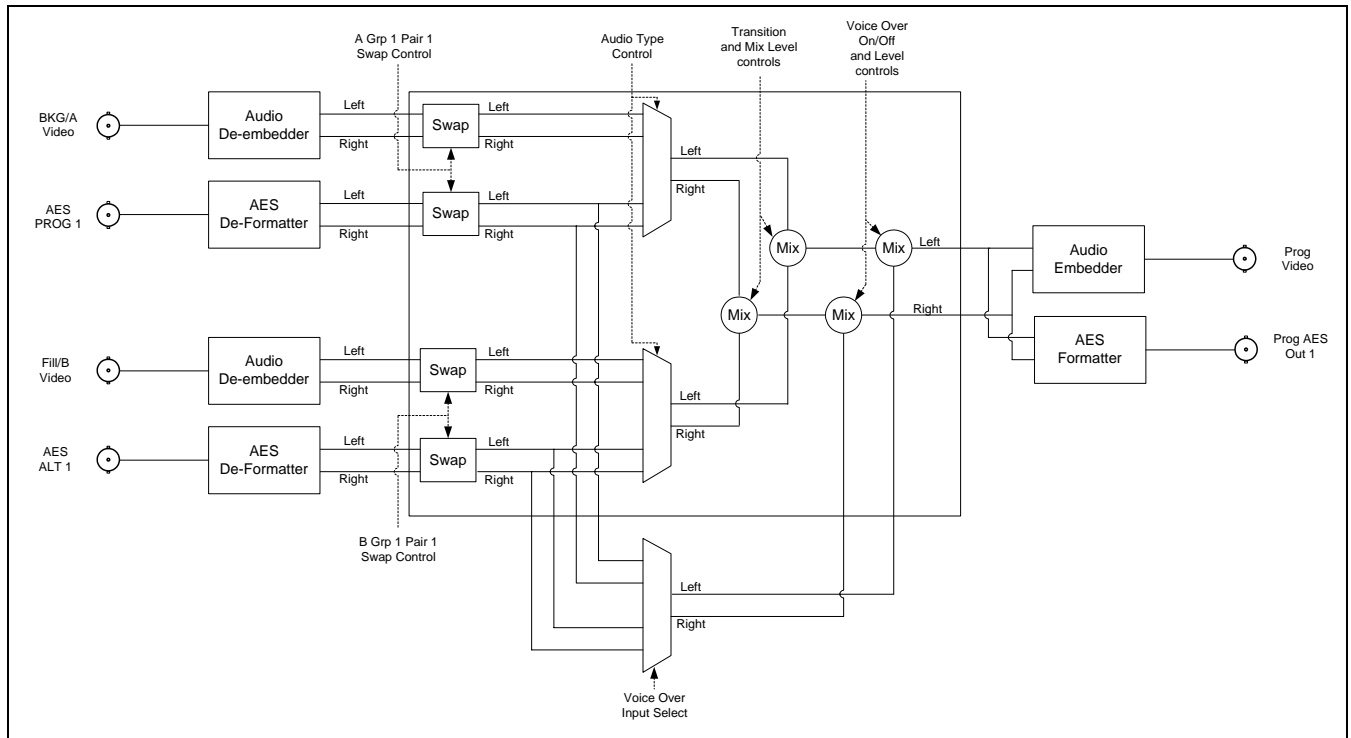 A Grp 1 Pair 1
Swap Control
Audio Type
Control
Transition
and Mix Level
controls
Voice Over
On/Off
and Level
controls
BKG/A
Video
Audio
De-embedder
Left
Right
Swap
Left
Right
AES
PROG 1
AES
De-Formatter
Left
Right
Swap
Left
Right
Left
Right
Mix
Mix
Left
Mix
Mix
Right
Audio
Embedder
Prog
Video
AES
Formatter
Prog AES
Out 1
Fill/B
Video
Audio
De-embedder
Left
Right
Swap
Left
Right
AES
ALT 1
AES
De-Formatter
Left
Right
Swap
Left
Right
Left
Right
B Grp 1 Pair 1
Swap Control
Left
Right
Voice Over
Input Select